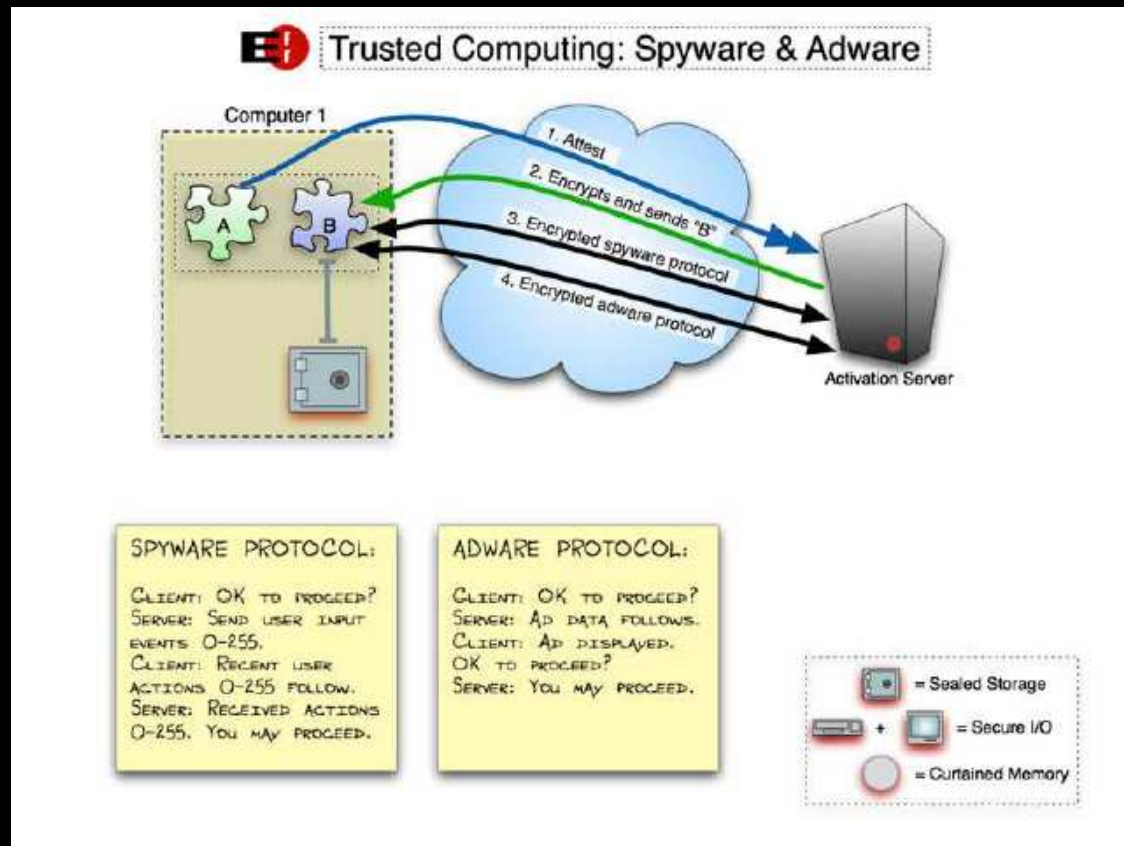 EFF
Trusted Computing: Spyware & Adware
Computer 1
A
B
1. Attest
2. Encrypts and sends "B"
3. Encrypted spyware protocol
4. Encrypted adware protocol
Activation Server
SPYWARE PROTOCOL:
CLIENT: OK TO PROCEED?
SERVER: SEND USER INPUT
EVENTS 0-255.
CLIENT: RECENT USER
ACTIONS 0-255 FOLLOW.
SERVER: RECEIVED ACTIONS
0-255. YOU MAY PROCEED.
ADWARE PROTOCOL:
CLIENT: OK TO PROCEED?
SERVER: AD DATA FOLLOWS.
CLIENT: AD DISPLAYED.
OK TO PROCEED?
SERVER: YOU MAY PROCEED.
= Sealed Storage
+ = Secure I/O
= Curtained Memory